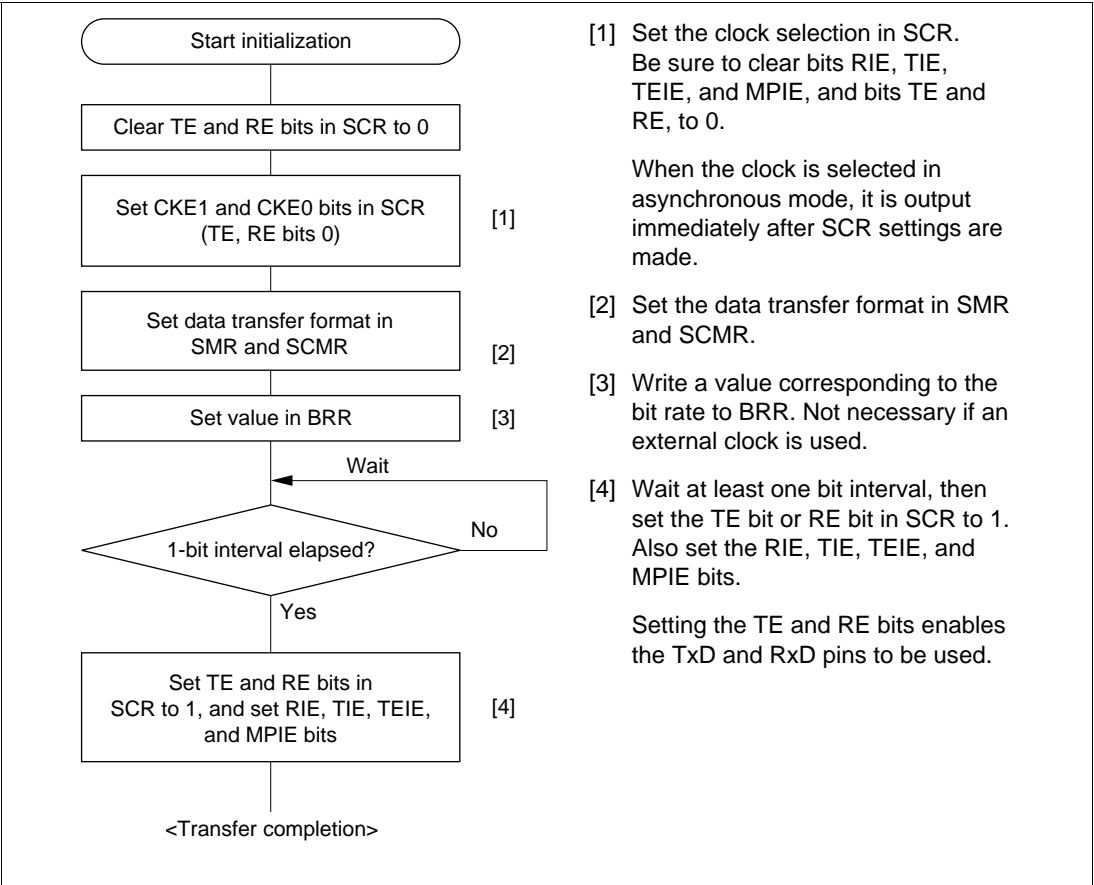 Start initialization
Clear TE and RE bits in SCR to 0
Set CKE1 and CKE0 bits in SCR
(TE, RE bits 0)
[1]
Set data transfer format in
SMR and SCMR
[2]
Set value in BRR
[3]
Wait
1-bit interval elapsed?
No
Yes
Set TE and RE bits in
SCR to 1, and set RIE, TIE, TEIE,
and MPIE bits
[4]
<Transfer completion>
[1] Set the clock selection in SCR.
Be sure to clear bits RIE, TIE,
TEIE, and MPIE, and bits TE and
RE, to 0.
When the clock is selected in
asynchronous mode, it is output
immediately after SCR settings are
made.
[2] Set the data transfer format in SMR
and SCMR.
[3] Write a value corresponding to the
bit rate to BRR. Not necessary if an
external clock is used.
[4] Wait at least one bit interval, then
set the TE bit or RE bit in SCR to 1.
Also set the RIE, TIE, TEIE, and
MPIE bits.
Setting the TE and RE bits enables
the TxD and RxD pins to be used.